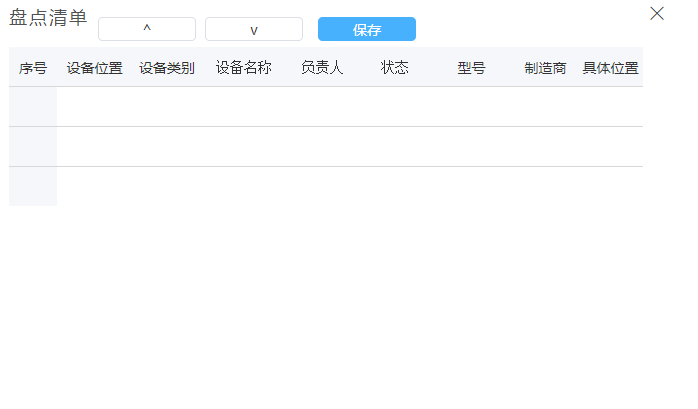 盘点清单 ^ v 保存
序号 设备位置 设备类别 设备名称 负责人 状态 型号 制造商 具体位置